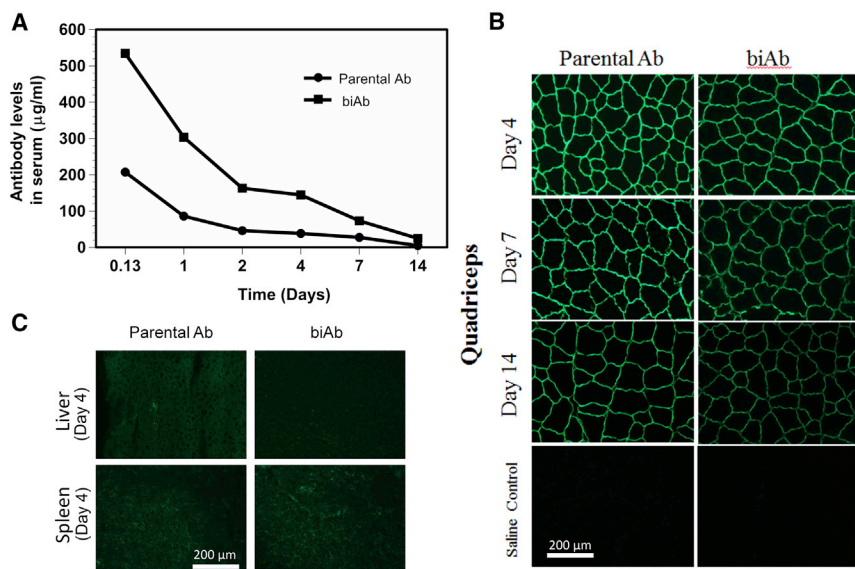 A
600
500
400
300
200
100
0
Antibody levels
in serum (µg/ml)
Parental Ab
biAb
0.13 1 2 4 7 14
Time (Days)
B
Parental Ab biAb
Quadriceps
Day 4
Day 7
Day 14
Saline Control
200 µm
C
Parental Ab biAb
Liver
(Day 4)
Spleen
(Day 4)
200 µm